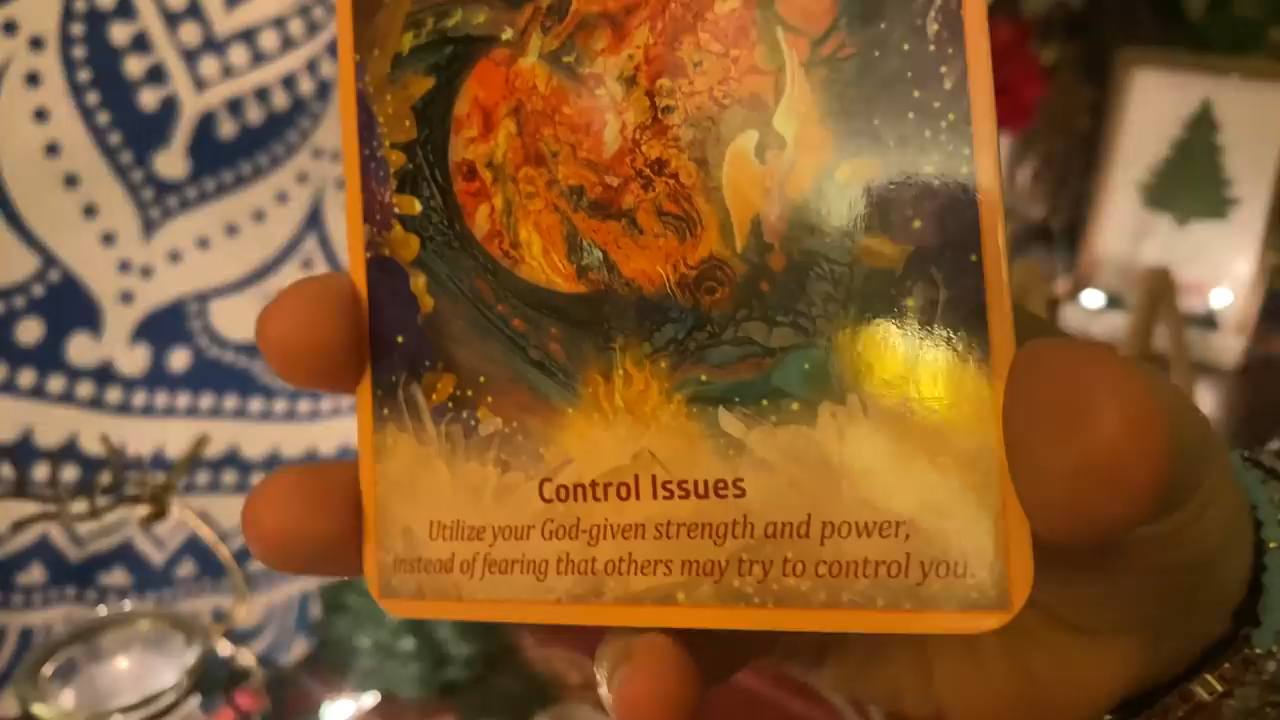 Control Issues
Utilize your God-given strength and power,
instead of fearing that others may try to control you.